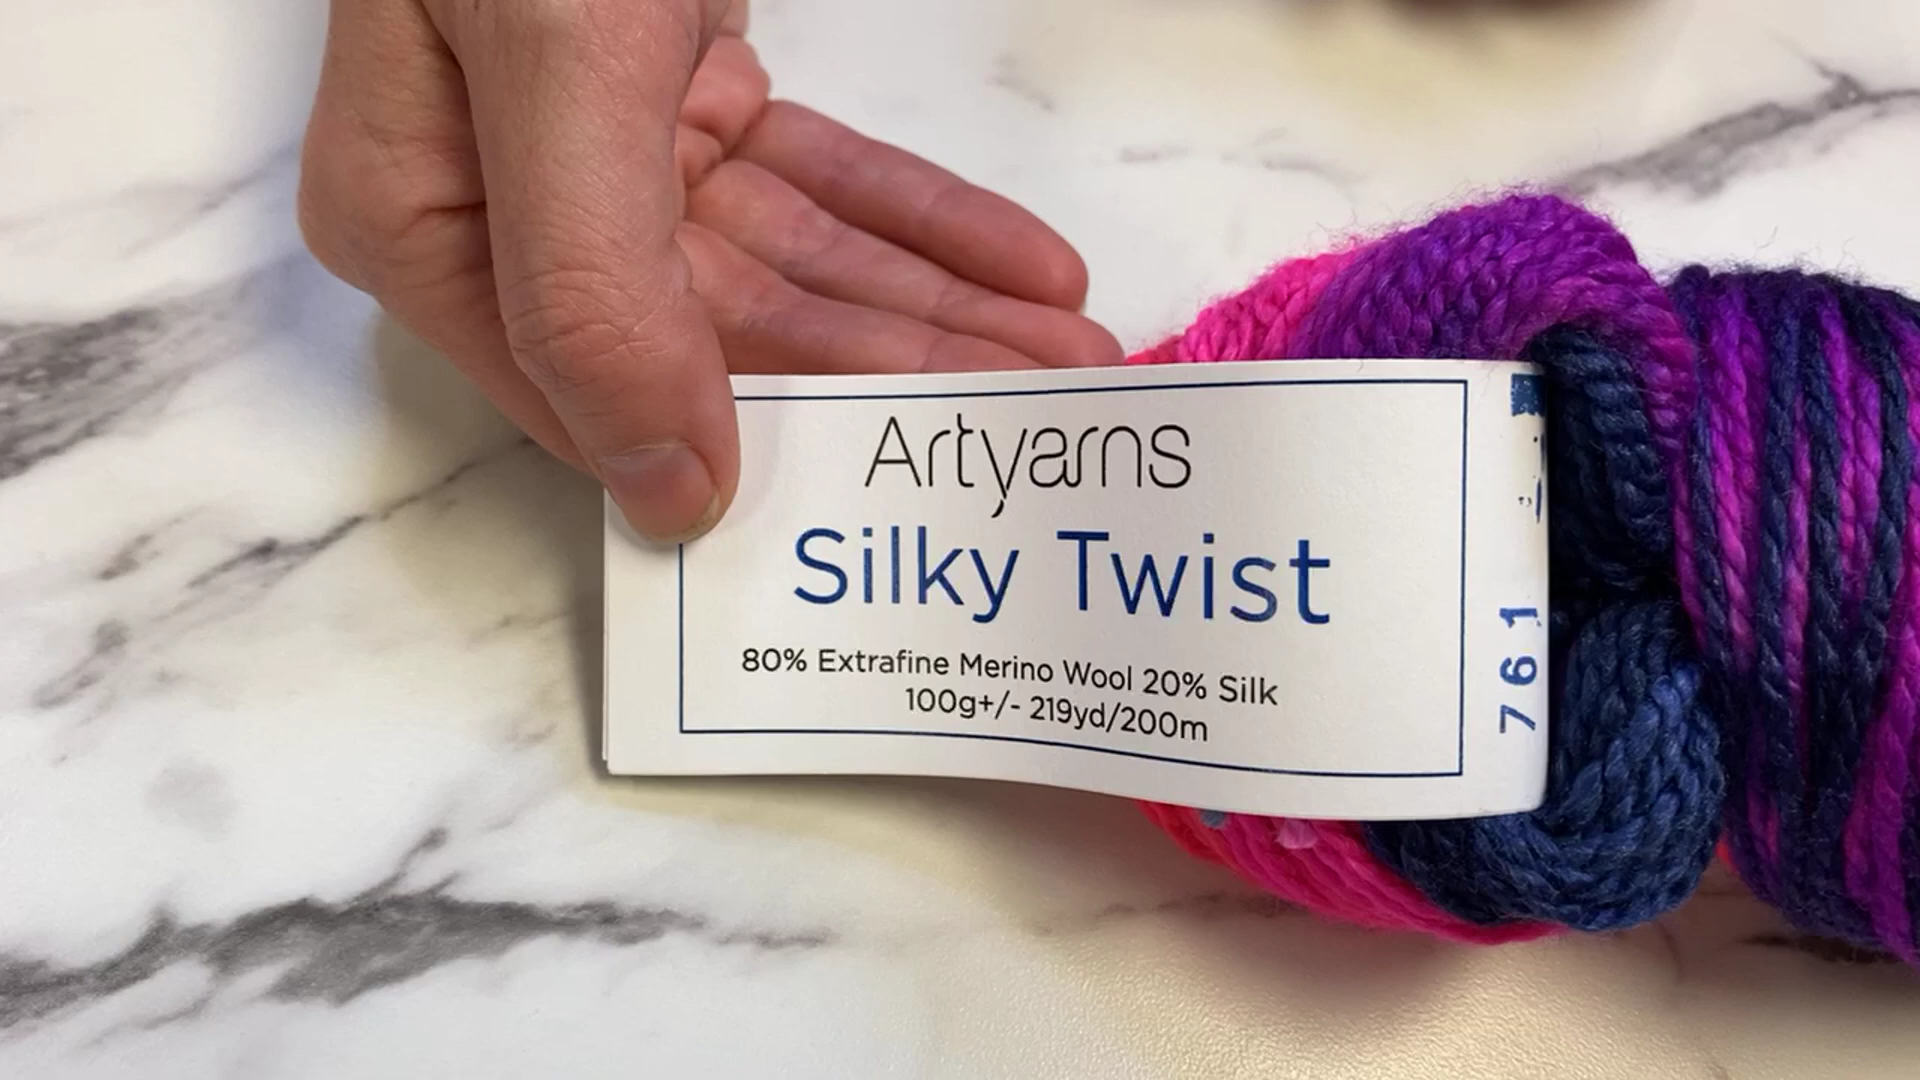 Artyarns
Silky Twist
80% Extrafine Merino Wool 20% Silk
100g+/- 219yd/200m
761